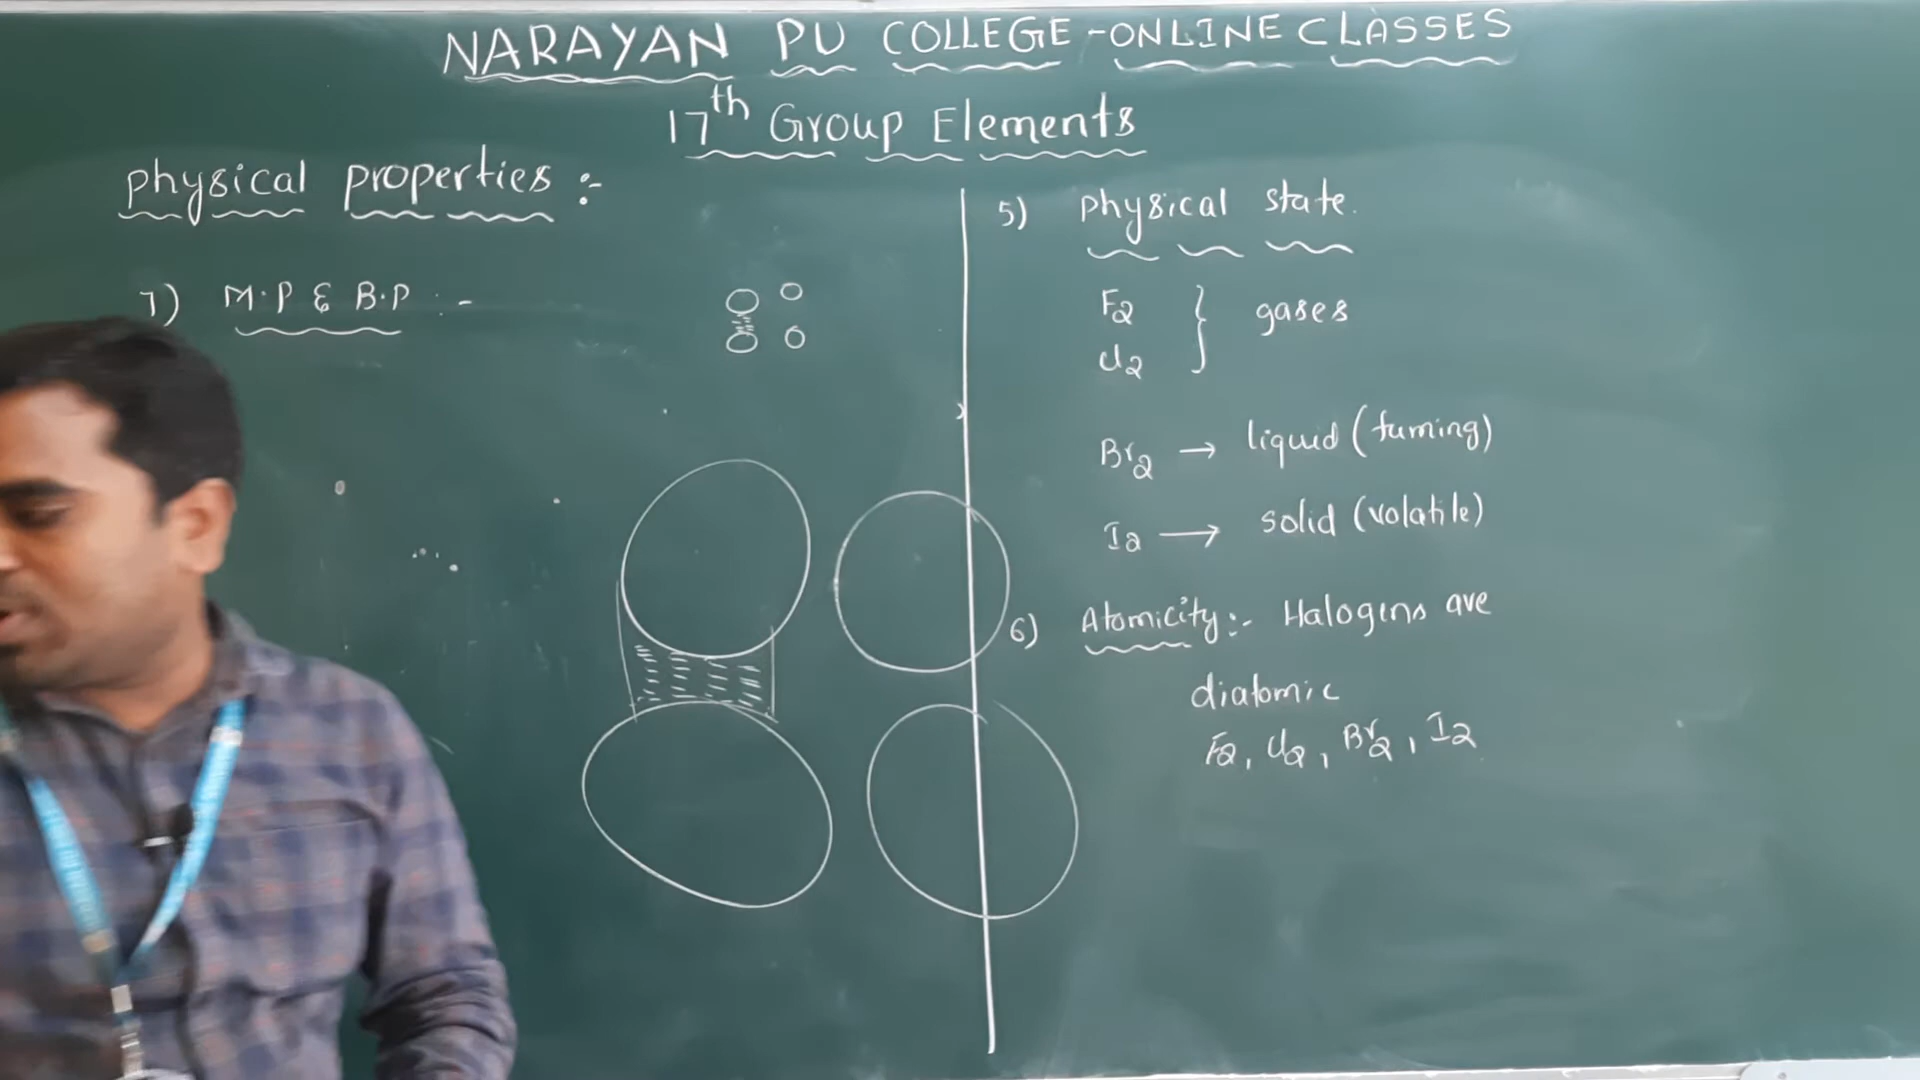 NARAYAN PU COLLEGE - ONLINE CLASSES
17th Group Elements
physical properties :-
7) M.P & B.P :-
5) physical state.
F2 } gases
Cl2
Br2 → liquid (fuming)
I2 → solid (volatile)
6) Atomicity :- Halogens are
diatomic
F2, Cl2, Br2, I2